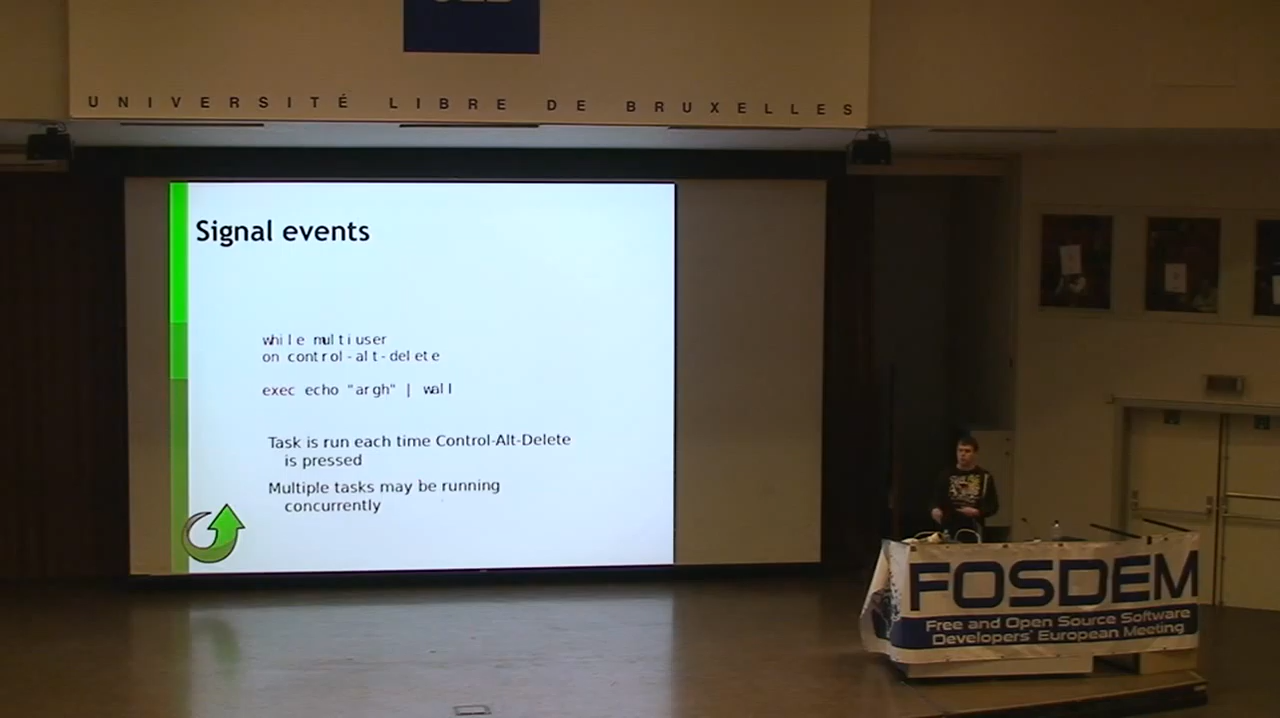 UNIVERSITÉ LIBRE DE BRUXELLES
Signal events
while multiuser
on control-alt-delete
exec echo "argh" | wall
Task is run each time Control-Alt-Delete
is pressed
Multiple tasks may be running
concurrently
FOSDEM
Free and Open Source Software
Developers' European Meeting